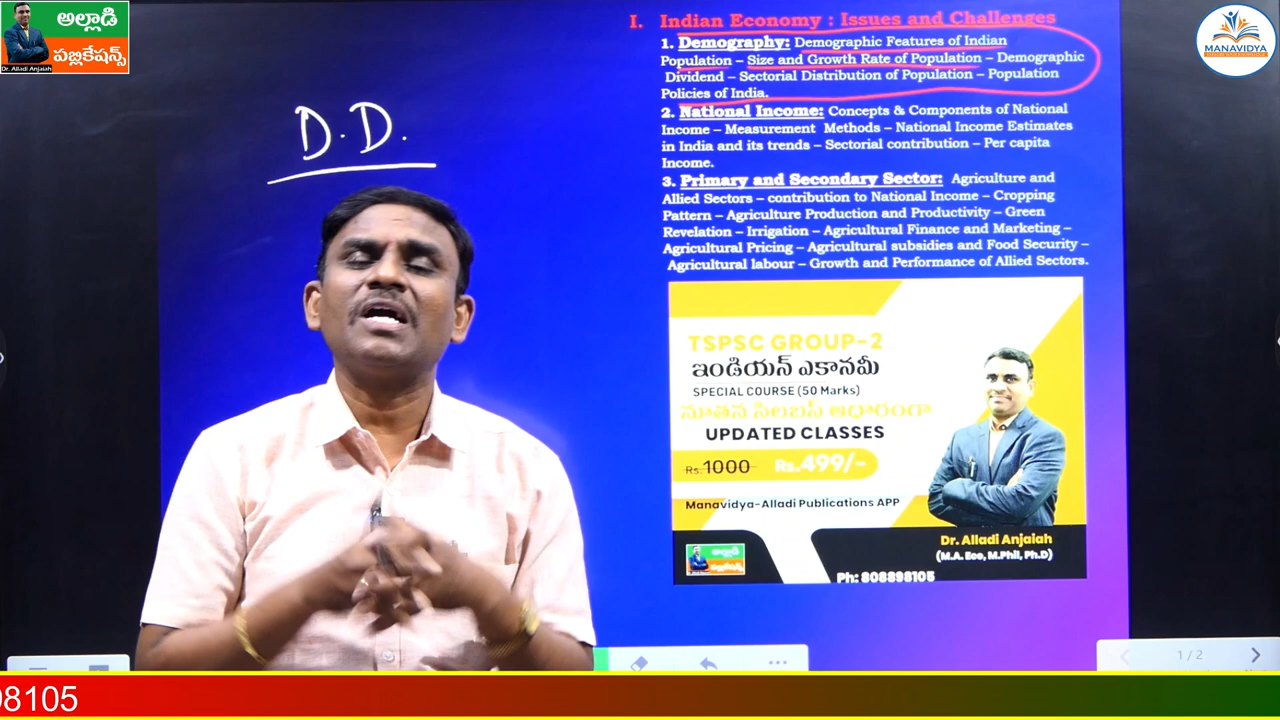 అల్లాడి
పబ్లికేషన్స్
Dr. Alladi Anjaiah
MANAVIDYA
D.D.
I. Indian Economy : Issues and Challenges
1. Demography: Demographic Features of Indian
Population – Size and Growth Rate of Population – Demographic
Dividend – Sectorial Distribution of Population – Population
Policies of India.
2. National Income: Concepts & Components of National
Income – Measurement Methods – National Income Estimates
in India and its trends – Sectorial contribution – Per capita
Income.
3. Primary and Secondary Sector: Agriculture and
Allied Sectors – contribution to National Income – Cropping
Pattern – Agriculture Production and Productivity – Green
Revelation – Irrigation – Agricultural Finance and Marketing –
Agricultural Pricing – Agricultural subsidies and Food Security –
Agricultural labour – Growth and Performance of Allied Sectors.
TSPSC GROUP-2
ఇండియన్ ఎకానమీ
SPECIAL COURSE (50 Marks)
నూతన సిలబస్ ఆధారంగా
UPDATED CLASSES
Rs.1000 Rs.499/-
Manavidya-Alladi Publications APP
Dr. Alladi Anjaiah
(M.A. Eco, M.Phil, Ph.D)
అల్లాడి
పబ్లికేషన్స్
Ph: 808898105
1 / 2
98105